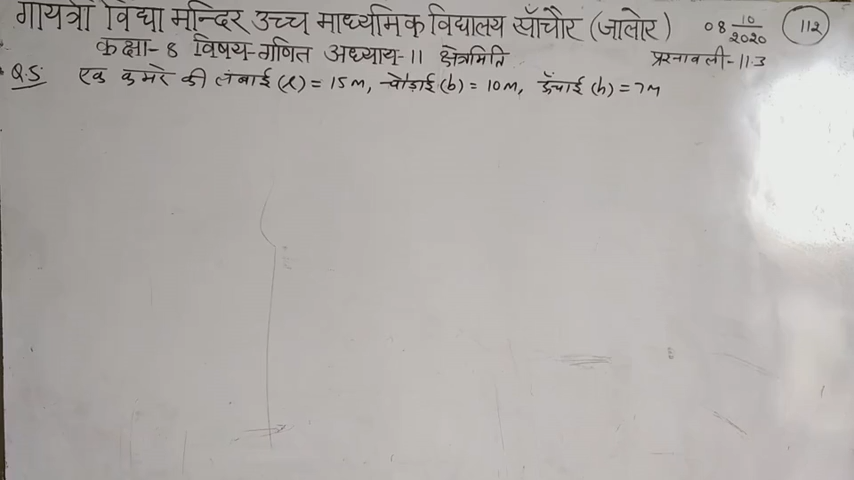 गायत्री विद्या मन्दिर उच्च माध्यमिक विद्यालय साँचौर (जालोर) 08 10/2020 112
कक्षा-8 विषय-गणित अध्याय-11 क्षेत्रमिति प्रश्नावली-11.3
Q.5. एक कमरे की लंबाई (l) = 15m, चौड़ाई (b) = 10m, ऊँचाई (h) = 7m